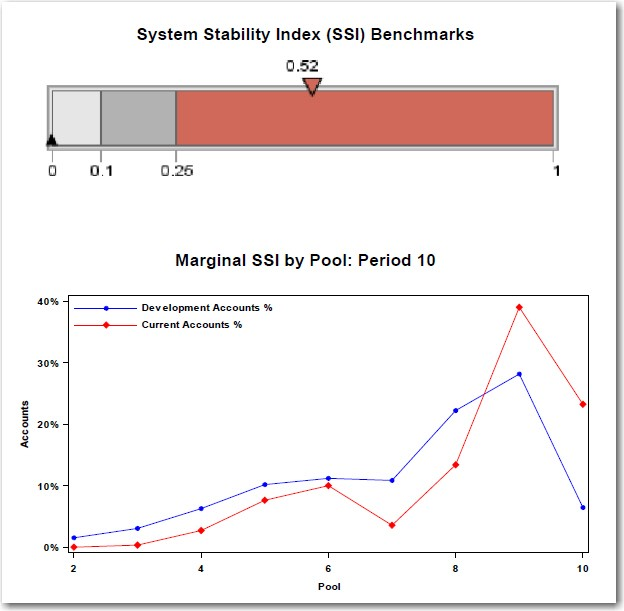 System Stability Index (SSI) Benchmarks
0.52
0 0.1 0.25 1
Marginal SSI by Pool: Period 10
Development Accounts %
Current Accounts %
40%
30%
20%
10%
0%
Accounts
2 4 6 8 10
Pool